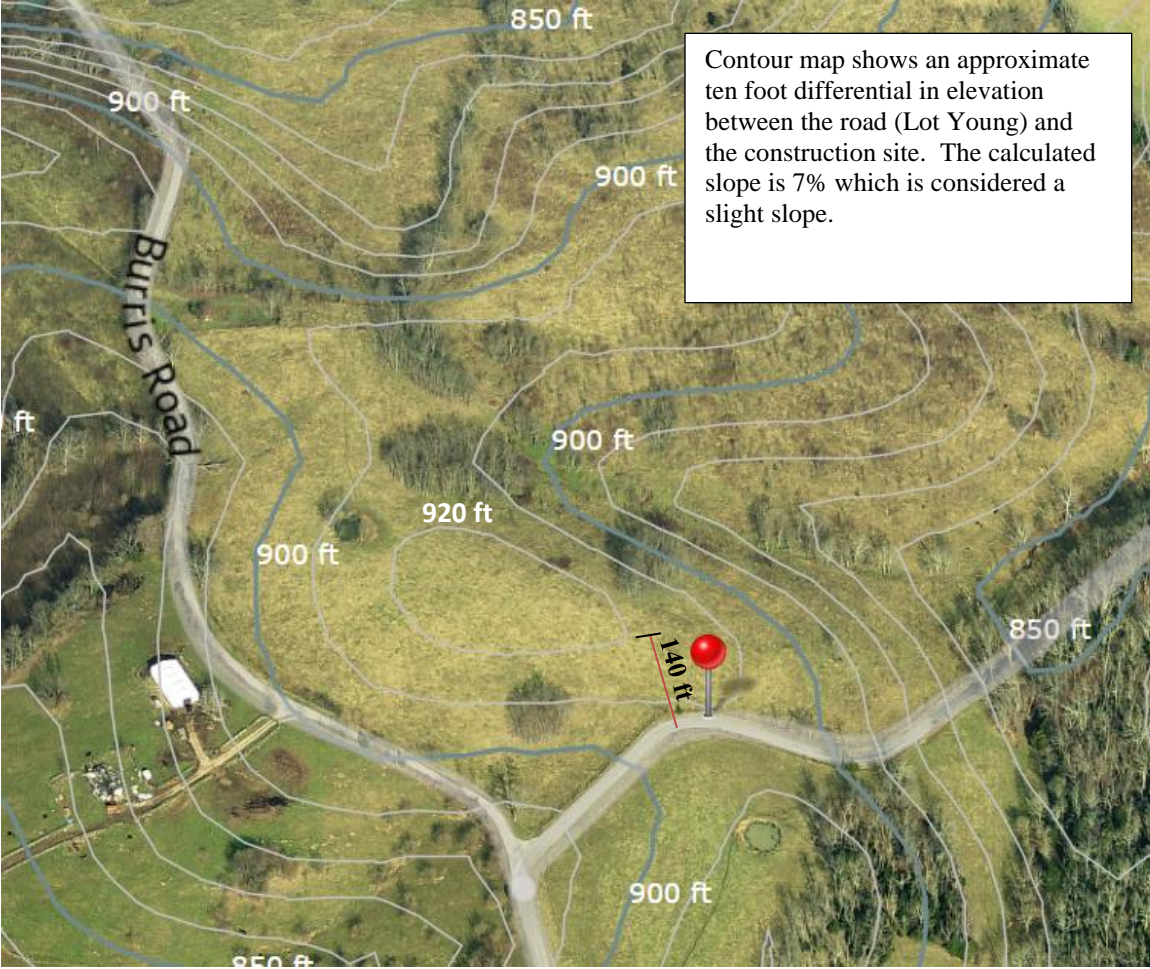 850 ft
Contour map shows an approximate
ten foot differential in elevation
between the road (Lot Young) and
the construction site.  The calculated
slope is 7% which is considered a
slight slope.
900 ft
900 ft
Burris Road
ft
900 ft
920 ft
900 ft
850 ft
140 ft
900 ft
850 ft